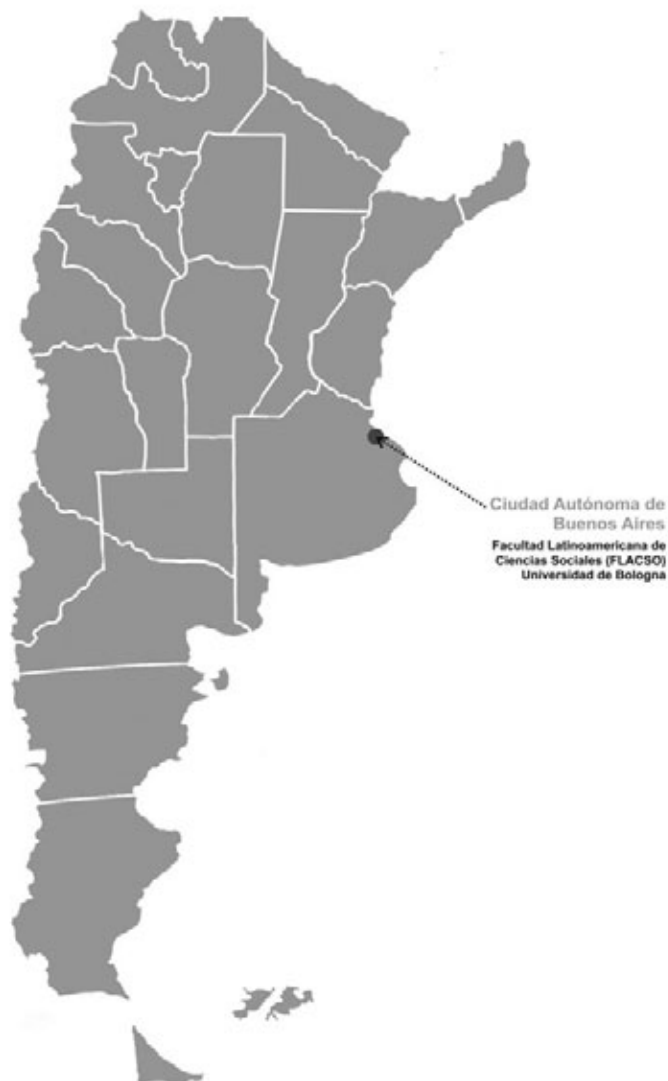 Ciudad Autónoma de
Buenos Aires
Facultad Latinoamericana de
Ciencias Sociales (FLACSO)
Universidad de Bologna